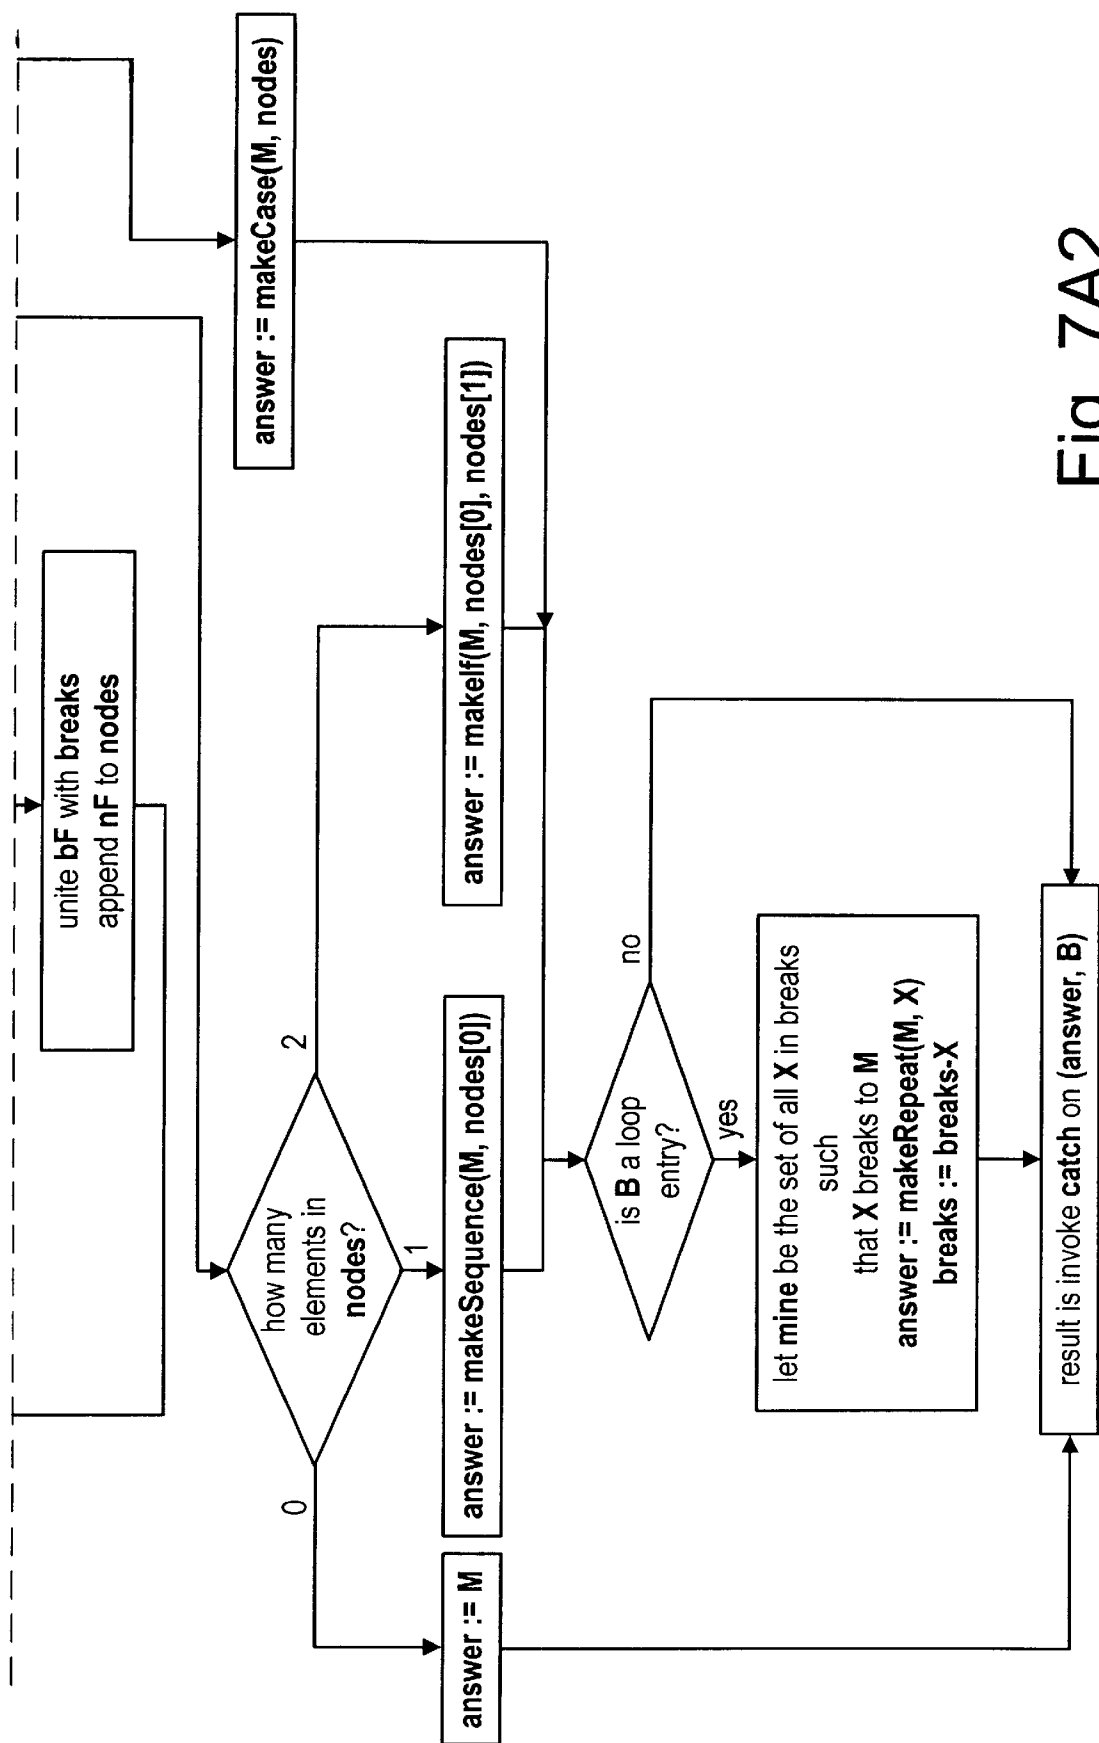 unite bF with breaks
append nF to nodes
answer := makeCase(M, nodes)
how many
elements in
nodes?
0
1
2
answer := M
answer := makeSequence(M, nodes[0])
answer := makeIf(M, nodes[0], nodes[1])
is B a loop
entry?
no
yes
let mine be the set of all X in breaks
such
that X breaks to M
answer := makeRepeat(M, X)
breaks := breaks-X
result is invoke catch on (answer, B)
Fig 7A2